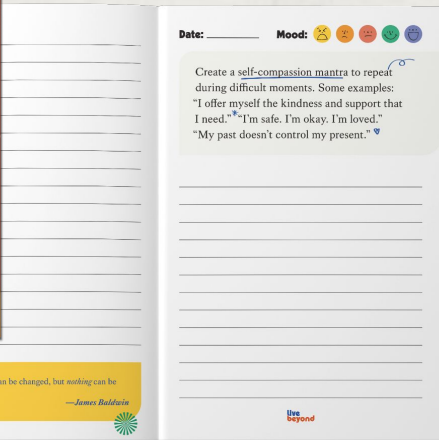 an be changed, but nothing can be
—James Baldwin
Date:
Mood:
Create a self-compassion mantra to repeat
during difficult moments. Some examples:
“I offer myself the kindness and support that
I need.” “I’m safe. I’m okay. I’m loved.”
“My past doesn’t control my present.”
live
beyond